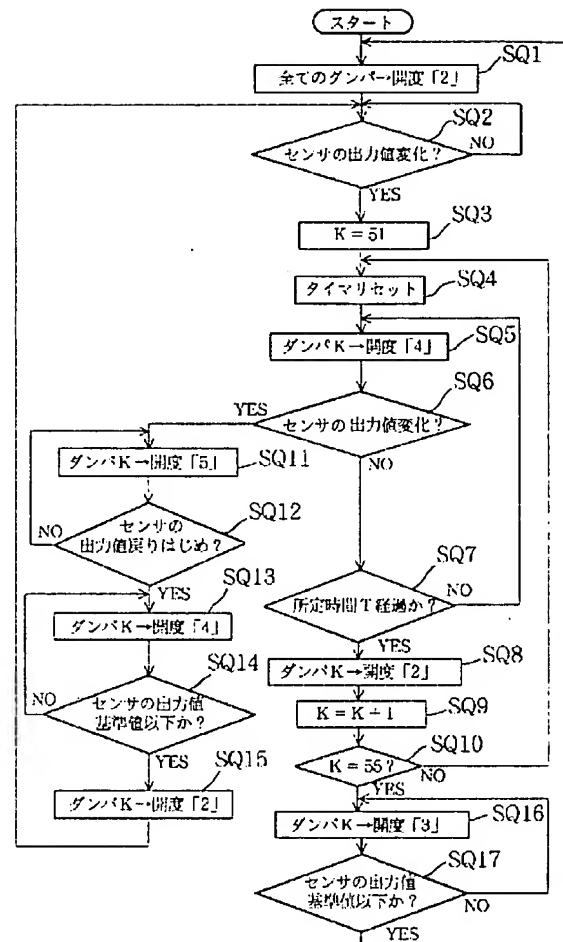 スタート
SQ1
全てのダンパ→開度「2」
SQ2
センサの出力値変化?
NO
YES
SQ3
K=51
SQ4
タイマリセット
SQ5
ダンパK→開度「4」
SQ6
センサの出力値変化?
YES
NO
SQ11
ダンパK→開度「5」
SQ12
センサの
出力値戻りはじめ?
NO
YES
SQ13
ダンパK→開度「4」
SQ14
センサの出力値
基準値以下か?
NO
YES
SQ15
ダンパK→開度「2」
SQ7
所定時間T経過か?
NO
YES
SQ8
ダンパK→開度「2」
SQ9
K=K+1
SQ10
K=55?
NO
YES
SQ16
ダンパK→開度「3」
SQ17
センサの出力値
基準値以下か?
NO
YES